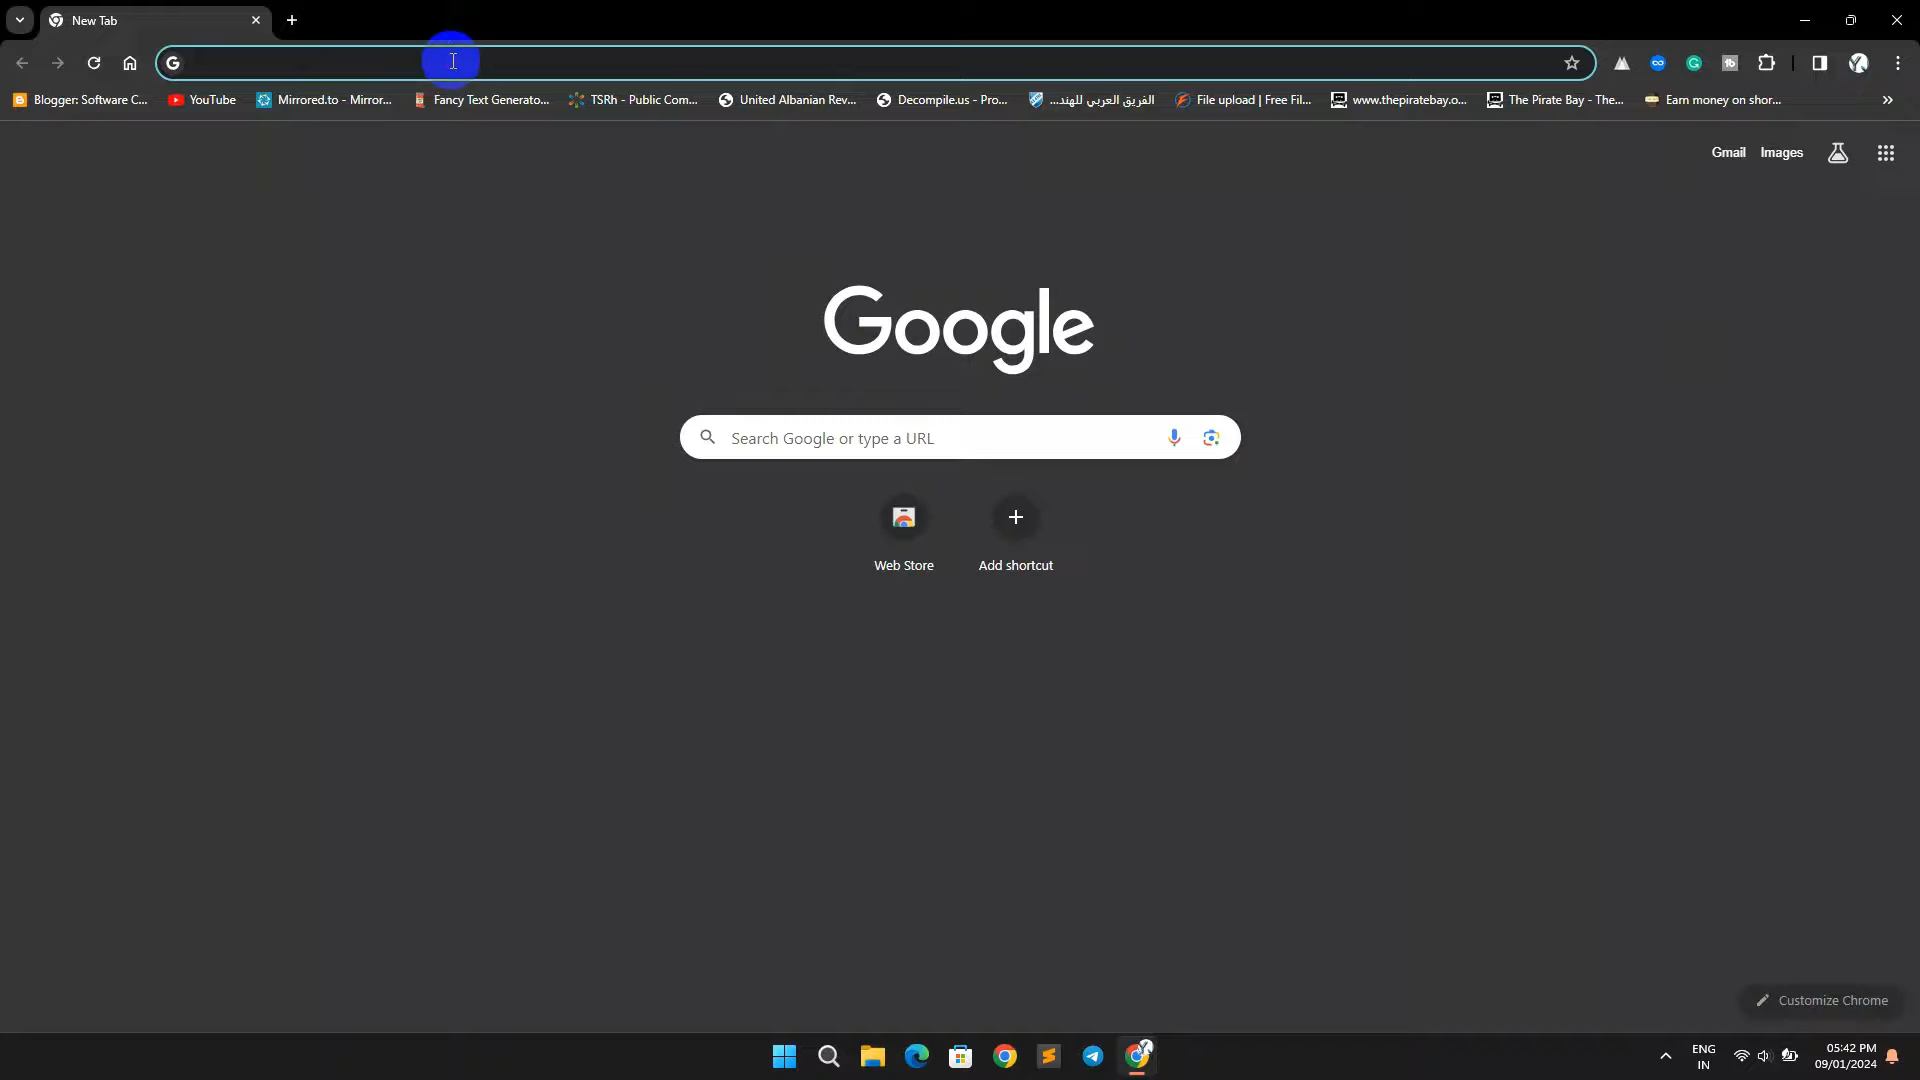 New Tab
Blogger: Software C...
YouTube
Mirrored.to - Mirror...
Fancy Text Generato...
TSRh - Public Com...
United Albanian Rev...
Decompile.us - Pro...
الفريق العربي للهند...
File upload | Free Fil...
www.thepiratebay.o...
The Pirate Bay - The...
Earn money on shor...
Gmail Images
Google
Search Google or type a URL
Web Store
Add shortcut
Customize Chrome
ENG
IN
05:42 PM
09/01/2024